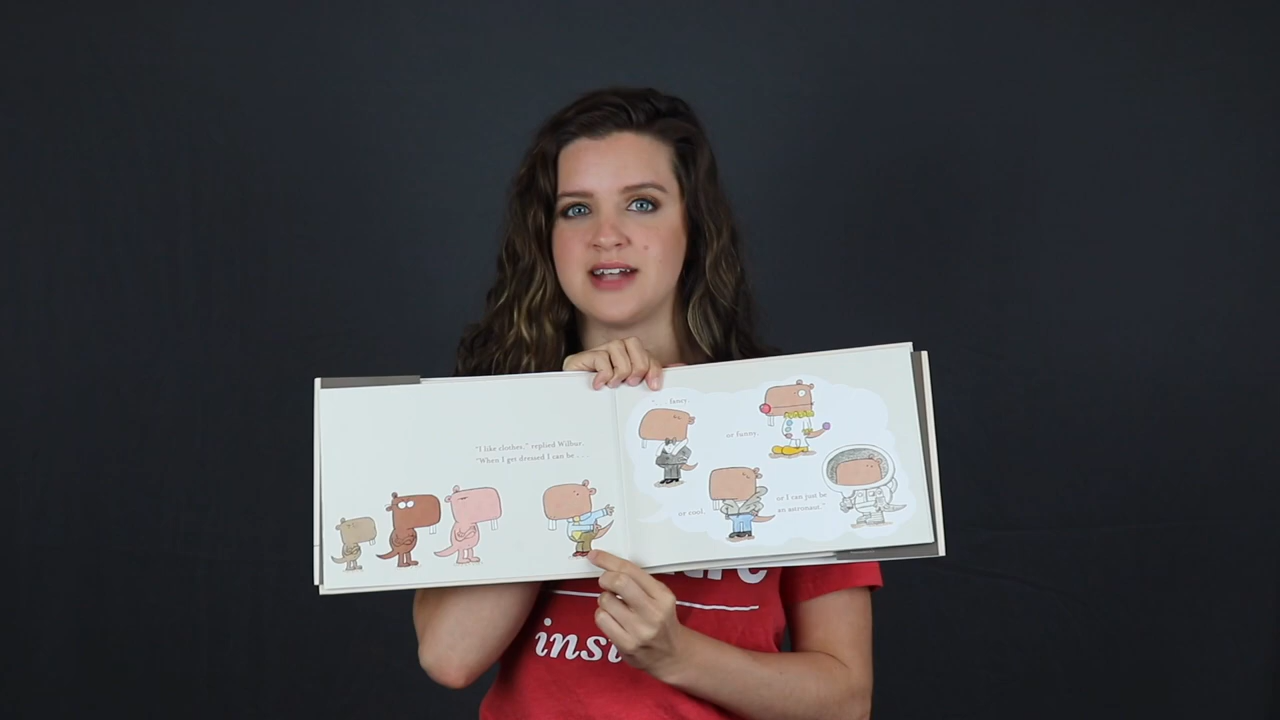 "I like clothes," replied Wilbur.
"When I get dressed I can be . . .
". . . fancy.
or funny.
or cool.
or I can just be
an astronaut."